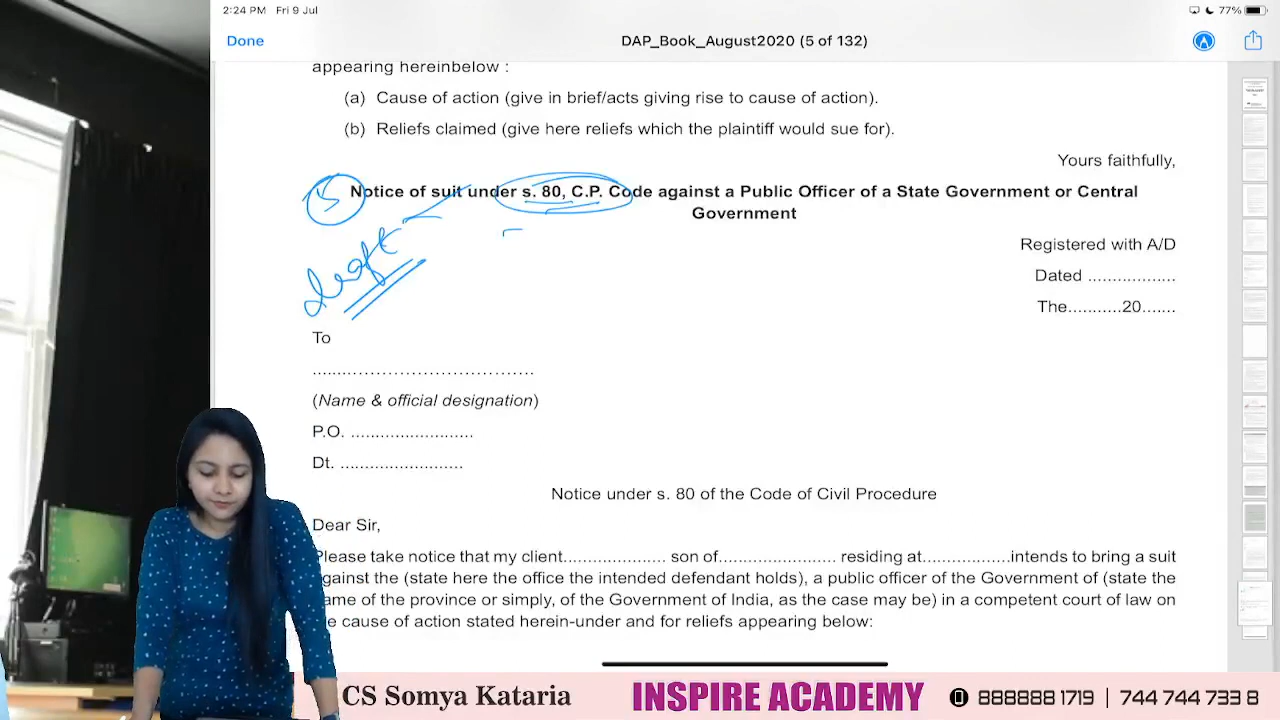 2:24 PM Fri 9 Jul
77%
Done
DAP_Book_August2020 (5 of 132)
appearing hereinbelow :
(a) Cause of action (give in brief/acts giving rise to cause of action).
(b) Reliefs claimed (give here reliefs which the plaintiff would sue for).
Yours faithfully,
5
Notice of suit under s. 80, C.P. Code against a Public Officer of a State Government or Central
Government
draft
Registered with A/D
Dated ..................
The...........20.......
To
....................................
(Name & official designation)
P.O. ........................
Dt. ........................
Notice under s. 80 of the Code of Civil Procedure
Dear Sir,
Please take notice that my client.................... son of....................... residing at.................intends to bring a suit
against the (state here the office the intended defendant holds), a public officer of the Government of (state the
name of the province or simply, of the Government of India, as the case may be) in a competent court of law on
cause of action stated herein-under and for reliefs appearing below:
CS Somya Kataria
INSPIRE ACADEMY
888888 1719 | 744 744 733 8